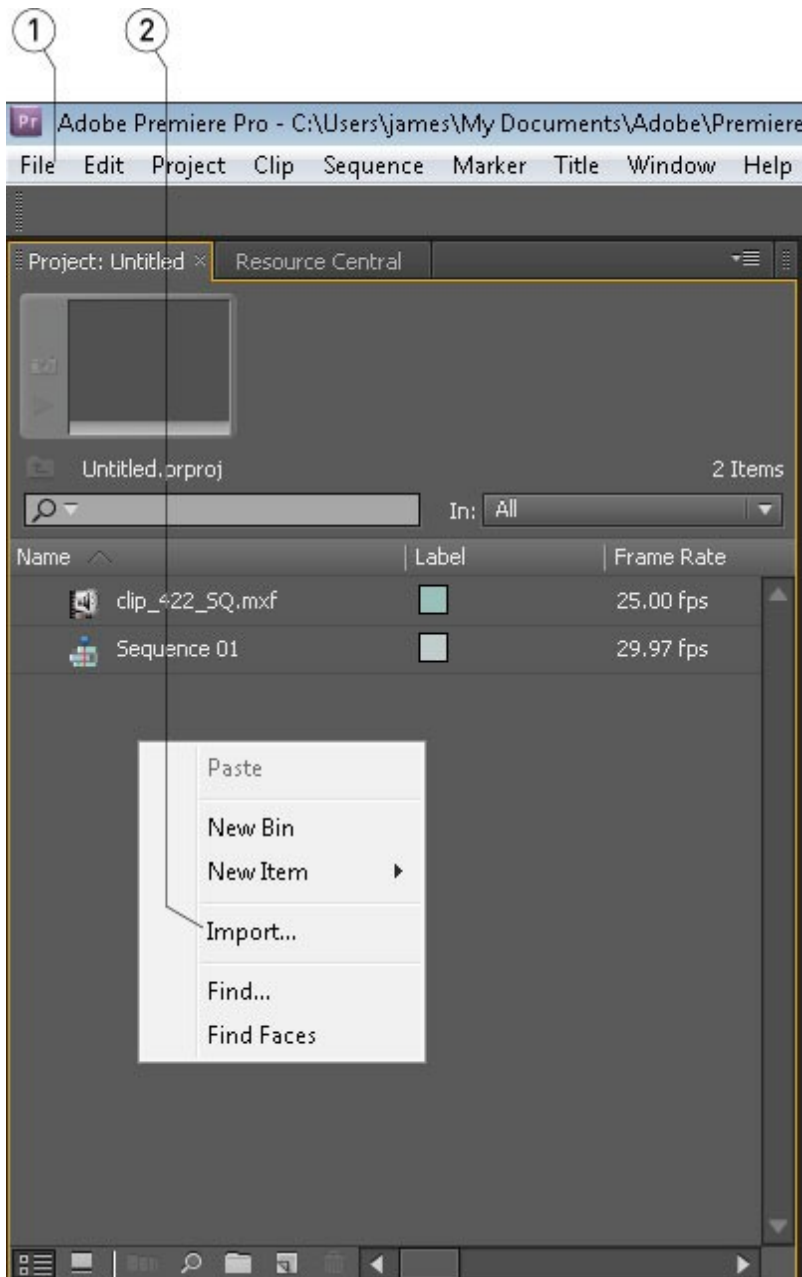 1 2
Pr Adobe Premiere Pro - C:\Users\james\My Documents\Adobe\Premiere
File Edit Project Clip Sequence Marker Title Window Help
Project: Untitled × Resource Central
Untitled.prproj 2 Items
In: All
Name Label Frame Rate
clip_422_SQ.mxf 25.00 fps
Sequence 01 29.97 fps
Paste
New Bin
New Item
Import...
Find...
Find Faces